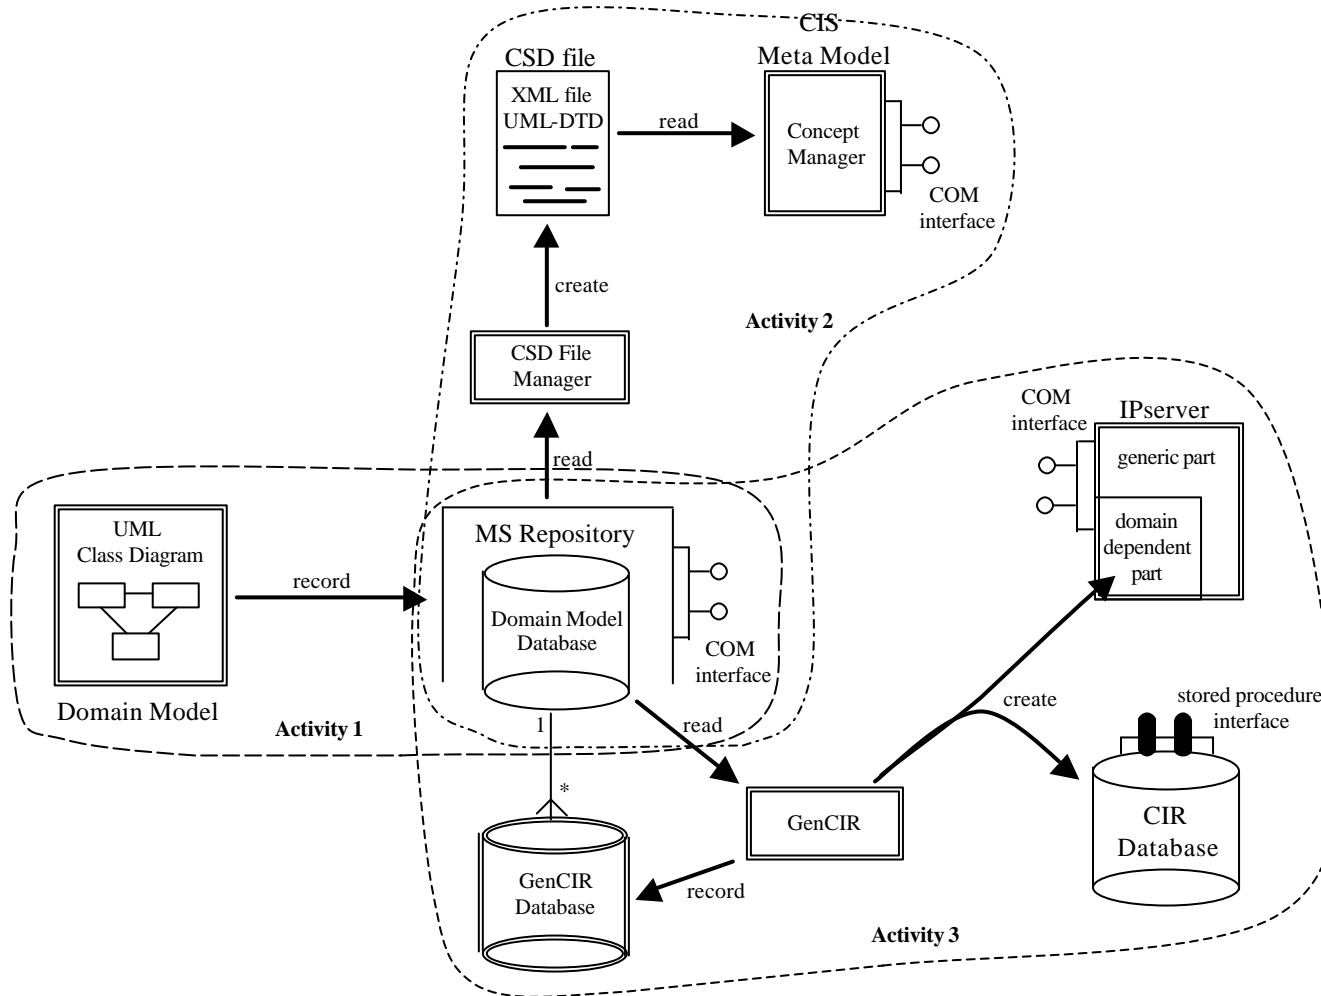 CIS
Meta Model
CSD file
XML file
UML-DTD
read
Concept
Manager
COM
interface
create
Activity 2
CSD File
Manager
read
COM
interface
IPserver
generic part
domain
dependent
part
UML
Class Diagram
record
MS Repository
Domain Model
Database
COM
interface
Domain Model
Activity 1
1
read
create
stored procedure
interface
*
GenCIR
CIR
Database
GenCIR
Database
record
Activity 3